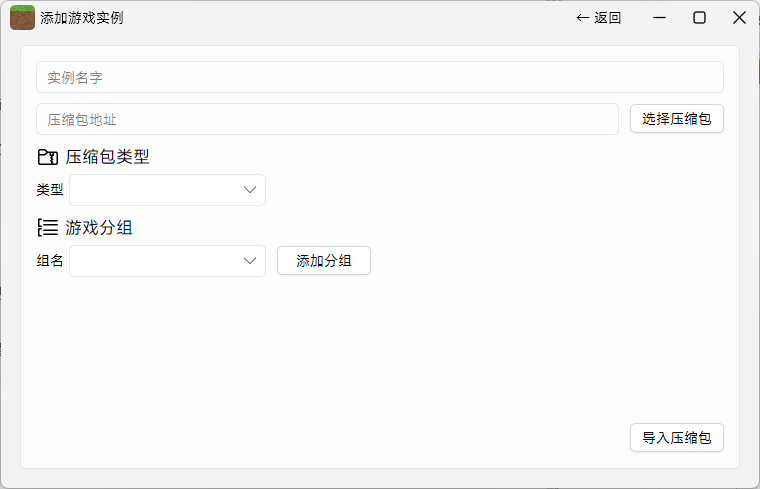 添加游戏实例
← 返回
实例名字
压缩包地址
选择压缩包
压缩包类型
类型
游戏分组
组名
添加分组
导入压缩包